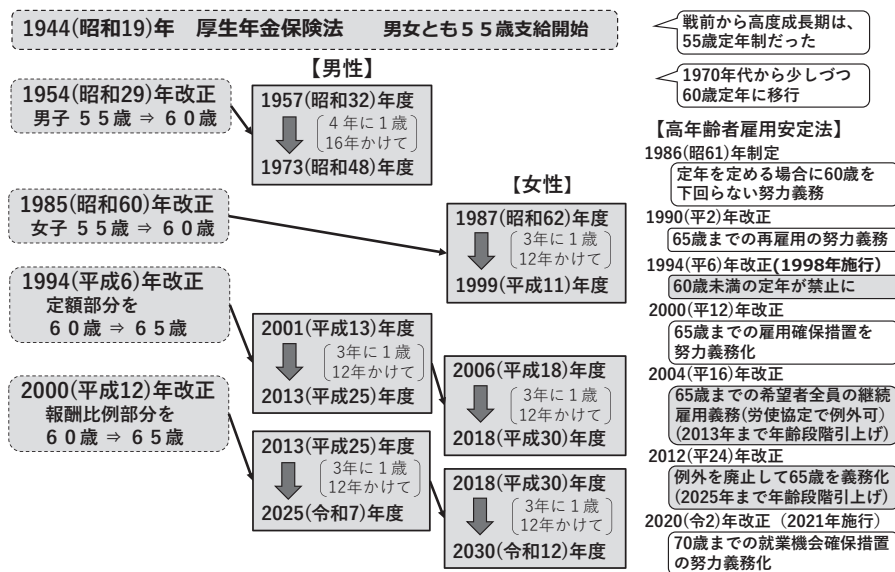 1944(昭和19)年　厚生年金保険法　男女とも５５歳支給開始
1954(昭和29)年改正
男子 ５５歳 ⇒ ６０歳
1985(昭和60)年改正
女子 ５５歳 ⇒ ６０歳
1994(平成6)年改正
定額部分を
６０歳 ⇒ ６５歳
2000(平成12)年改正
報酬比例部分を
６０歳 ⇒ ６５歳
【男性】
1957(昭和32)年度
４年に１歳
16年かけて
1973(昭和48)年度
2001(平成13)年度
3年に１歳
12年かけて
2013(平成25)年度
2013(平成25)年度
3年に１歳
12年かけて
2025(令和7)年度
【女性】
1987(昭和62)年度
3年に１歳
12年かけて
1999(平成11)年度
2006(平成18)年度
3年に１歳
12年かけて
2018(平成30)年度
2018(平成30)年度
3年に１歳
12年かけて
2030(令和12)年度
戦前から高度成長期は、
55歳定年制だった
1970年代から少しづつ
60歳定年に移行
【高年齢者雇用安定法】
1986(昭61)年制定
定年を定める場合に60歳を
下回らない努力義務
1990(平2)年改正
65歳までの再雇用の努力義務
1994(平6)年改正(1998年施行)
60歳未満の定年が禁止に
2000(平12)年改正
65歳までの雇用確保措置を
努力義務化
2004(平16)年改正
65歳までの希望者全員の継続
雇用義務(労使協定で例外可)
(2013年まで年齢段階引上げ)
2012(平24)年改正
例外を廃止して65歳を義務化
(2025年まで年齢段階引上げ)
2020(令2)年改正（2021年施行）
70歳までの就業機会確保措置
の努力義務化